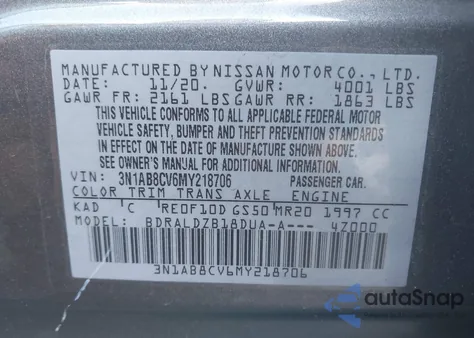 MANUFACTURED BY NISSAN MOTOR CO., LTD.
DATE: 11/20. GVWR: 4001 LBS
GAWR FR: 2161 LBS GAWR RR: 1863 LBS
THIS VEHICLE CONFORMS TO ALL APPLICABLE FEDERAL MOTOR
VEHICLE SAFETY, BUMPER AND THEFT PREVENTION STANDARDS
IN EFFECT ON THE DATE OF MANUFACTURE SHOWN ABOVE.
SEE OWNER'S MANUAL FOR ADDITIONAL INFORMATION.
VIN: 3N1AB8CV6MY218706 PASSENGER CAR.
COLOR TRIM TRANS AXLE ENGINE
KAD C RE0F10D GS50 MR20 1997 CC
MODEL: BDRALDZB18DUA-A--- 4Z000
3N1AB8CV6MY218706
autoSnap